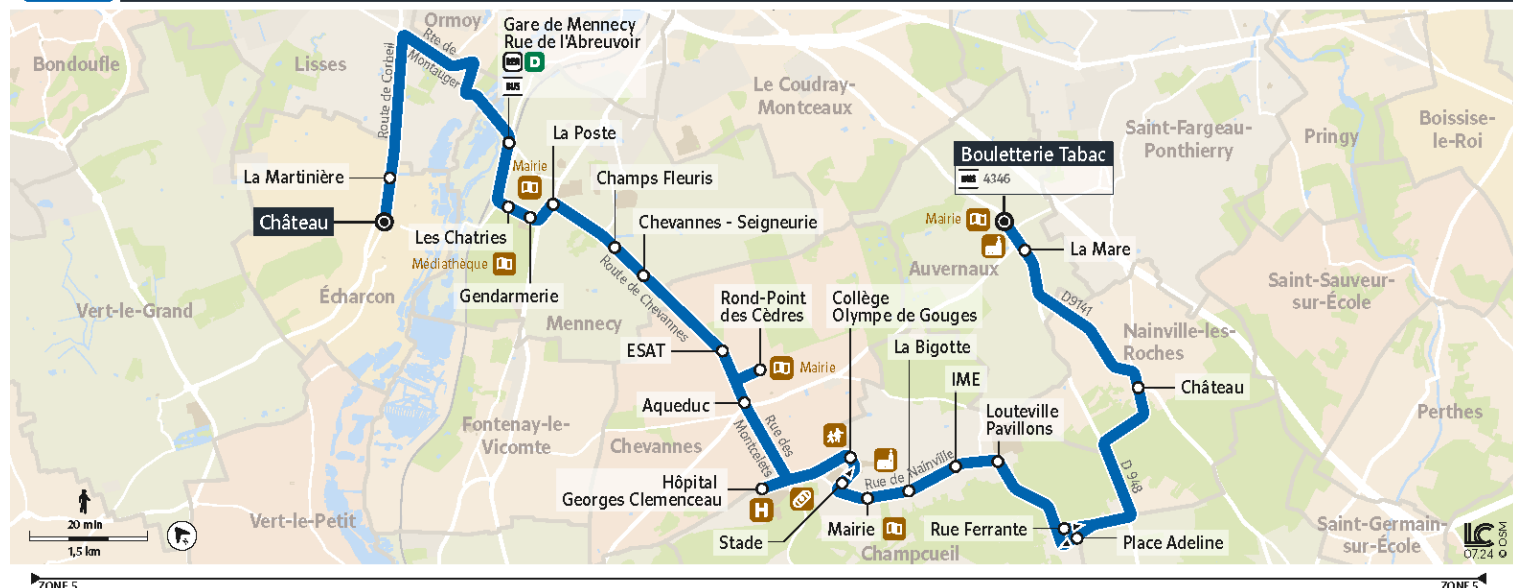 Bondoufle
Lisses
Ormoy
Route de Corbeil
Rte de
Montauger
Gare de Mennecy
Rue de l'Abreuvoir
RER D
BUS
Le Coudray-
Montceaux
Saint-Fargeau-
Ponthierry
Pringy
Boissise-
le-Roi
La Martinière
Château
Mairie
La Poste
Champs Fleuris
Chevannes - Seigneurie
Bouletterie Tabac
BUS 4346
Mairie
La Mare
Auvernaux
Les Chatries
Médiathèque
Gendarmerie
Écharcon
Vert-le-Grand
Mennecy
Route de Chevannes
Rond-Point
des Cèdres
Mairie
Collège
Olympe de Gouges
D9141
Nainville-les-
Roches
Saint-Sauveur-
sur-École
ESAT
La Bigotte
IME
Château
Aqueduc
Louteville
Pavillons
Perthes
Fontenay-le-
Vicomte
Chevannes
Rue des
Montcelets
Rue de Nainville
D 948
Hôpital
Georges Clemenceau
H
Stade
Mairie
Champcueil
Rue Ferrante
Place Adeline
Vert-le-Petit
Saint-Germain-
sur-École
20 min
1,5 km
LC
07.24 © OSM
ZONE 5
ZONE 5